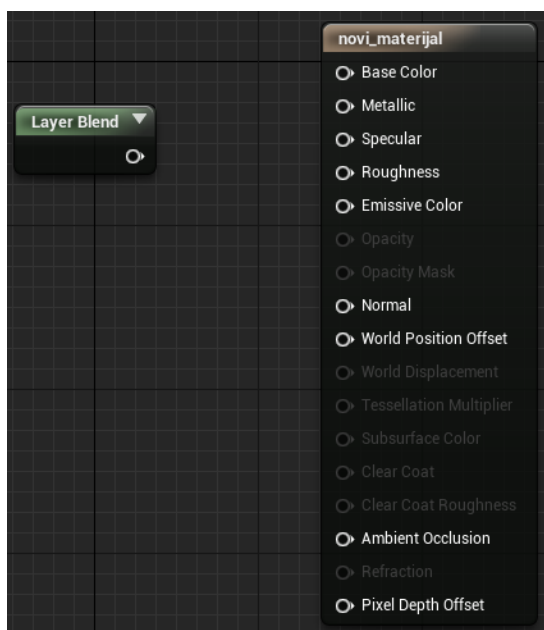 novi_materijal
Base Color
Layer Blend
Metallic
Specular
Roughness
Emissive Color
Opacity
Opacity Mask
Normal
World Position Offset
World Displacement
Tessellation Multiplier
Subsurface Color
Clear Coat
Clear Coat Roughness
Ambient Occlusion
Refraction
Pixel Depth Offset